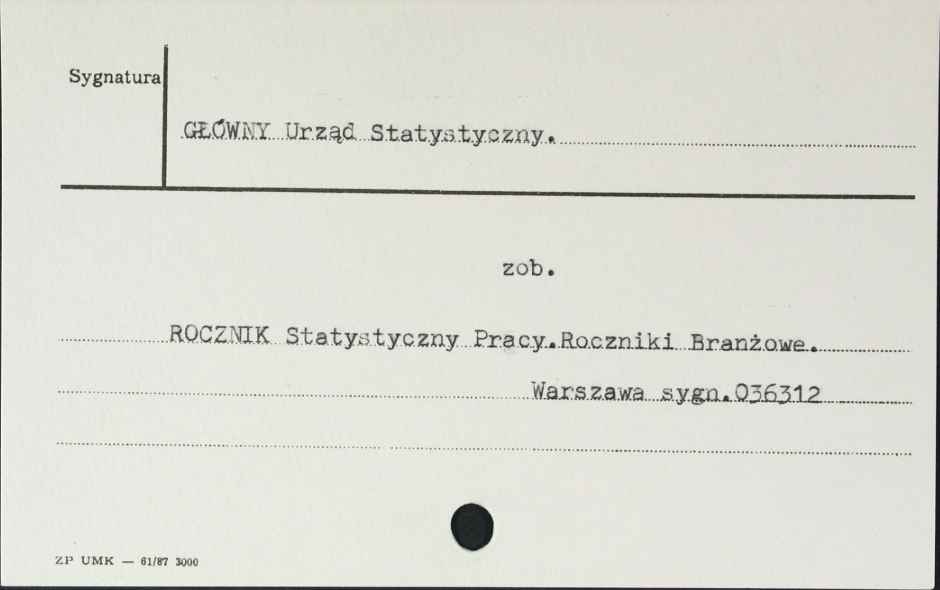 Sygnatura
GŁÓWNY Urząd Statystyczny.
zob.
ROCZNIK Statystyczny Pracy.Roczniki Branżowe.
Warszawa sygn.036312
ZP UMK — 61/87 3000